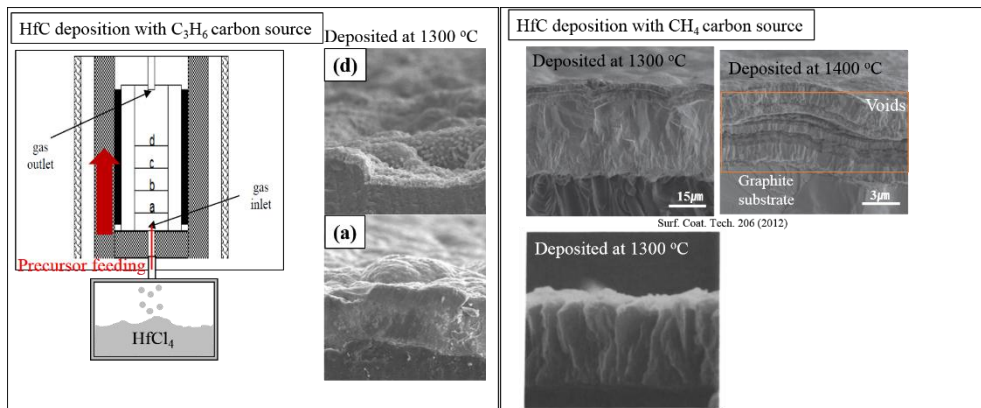 HfC deposition with C₃H₆ carbon source
Deposited at 1300 °C
(d)
gas
outlet
d
c
b
a
gas
inlet
(a)
Precursor feeding
HfCl₄
HfC deposition with CH₄ carbon source
Deposited at 1300 °C
Deposited at 1400 °C
Voids
Graphite
substrate
15㎛
3㎛
Surf. Coat. Tech. 206 (2012)
Deposited at 1300 °C